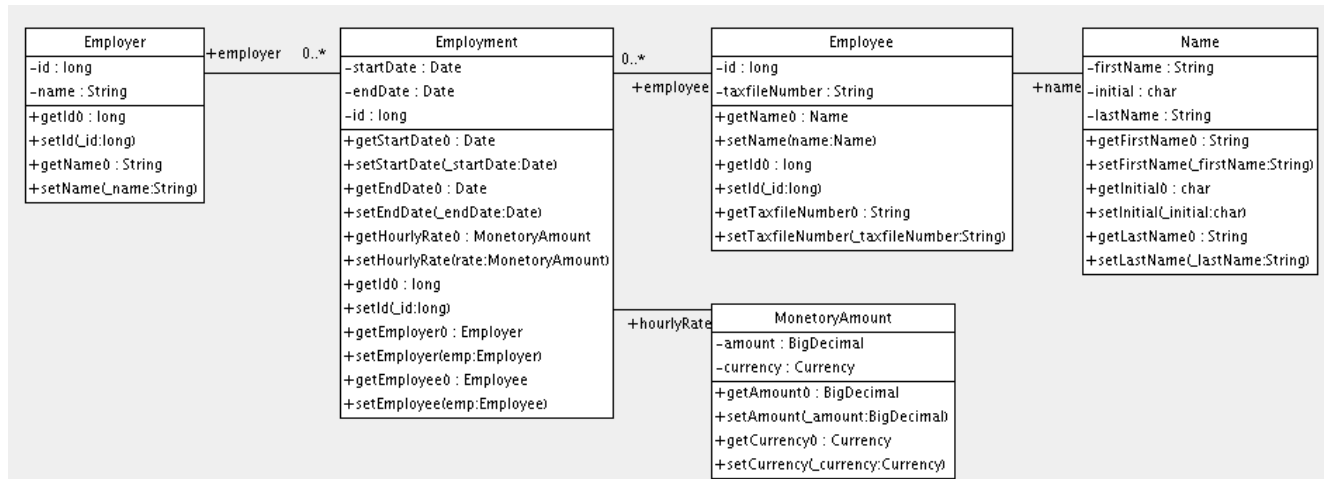 Employer
-id : long
-name : String
+getId() : long
+setId(_id:long)
+getName() : String
+setName(_name:String)
+employer 0..*
Employment
-startDate : Date
-endDate : Date
-id : long
+getStartDate() : Date
+setStartDate(_startDate:Date)
+getEndDate() : Date
+setEndDate(_endDate:Date)
+getHourlyRate() : MonetoryAmount
+setHourlyRate(rate:MonetoryAmount)
+getId() : long
+setId(_id:long)
+getEmployer() : Employer
+setEmployer(emp:Employer)
+getEmployee() : Employee
+setEmployee(emp:Employee)
0..*
+employee
Employee
-id : long
-taxfileNumber : String
+getName() : Name
+setName(name:Name)
+getId() : long
+setId(_id:long)
+getTaxfileNumber() : String
+setTaxfileNumber(_taxfileNumber:String)
+name
Name
-firstName : String
-initial : char
-lastName : String
+getFirstName() : String
+setFirstName(_firstName:String)
+getInitial() : char
+setInitial(_initial:char)
+getLastName() : String
+setLastName(_lastName:String)
+hourlyRate
MonetoryAmount
-amount : BigDecimal
-currency : Currency
+getAmount() : BigDecimal
+setAmount(_amount:BigDecimal)
+getCurrency() : Currency
+setCurrency(_currency:Currency)